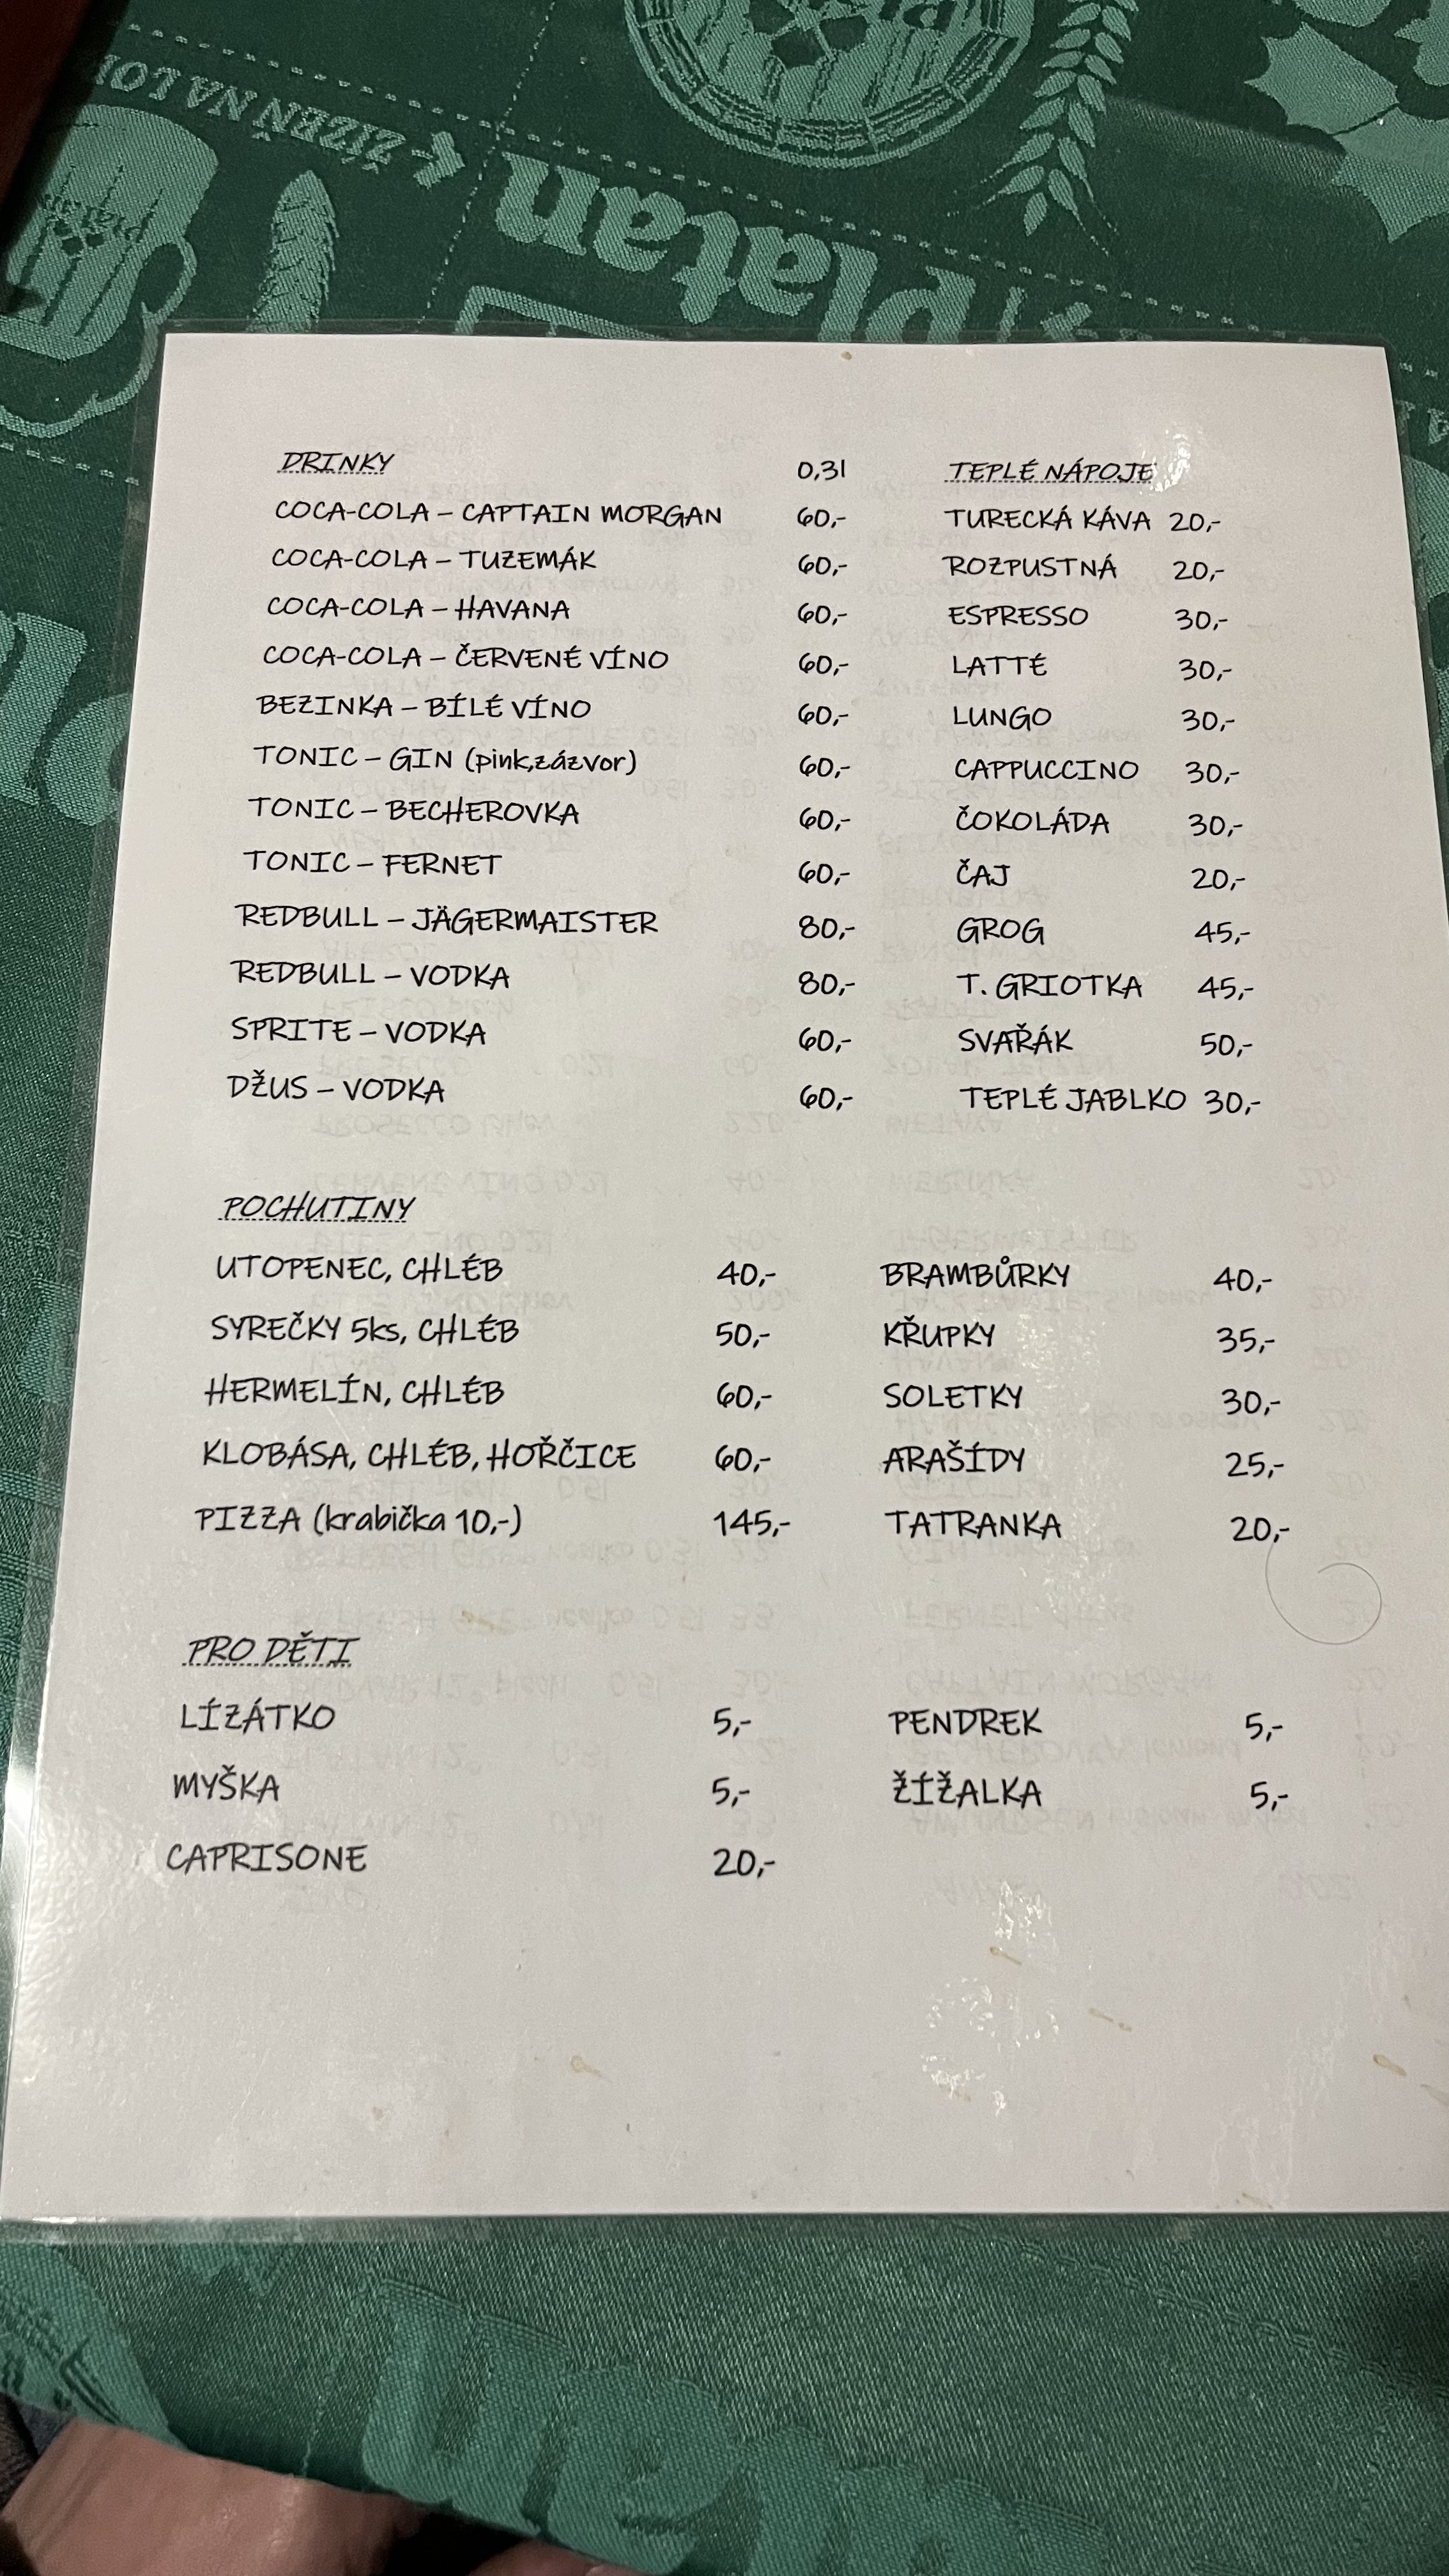 ŽÍZEŇ NA LO
Platan
DRINKY 0,3l
COCA-COLA – CAPTAIN MORGAN 60,-
COCA-COLA – TUZEMÁK 60,-
COCA-COLA – HAVANA 60,-
COCA-COLA – ČERVENÉ VÍNO 60,-
BEZINKA – BÍLÉ VÍNO 60,-
TONIC – GIN (pink,zázvor) 60,-
TONIC – BECHEROVKA 60,-
TONIC – FERNET 60,-
REDBULL – JÄGERMAISTER 80,-
REDBULL – VODKA 80,-
SPRITE – VODKA 60,-
DŽUS – VODKA 60,-
TEPLÉ NÁPOJE
TURECKÁ KÁVA 20,-
ROZPUSTNÁ 20,-
ESPRESSO 30,-
LATTÉ 30,-
LUNGO 30,-
CAPPUCCINO 30,-
ČOKOLÁDA 30,-
ČAJ 20,-
GROG 45,-
T. GRIOTKA 45,-
SVAŘÁK 50,-
TEPLÉ JABLKO 30,-
POCHUTINY
UTOPENEC, CHLÉB 40,-
SYREČKY 5ks, CHLÉB 50,-
HERMELÍN, CHLÉB 60,-
KLOBÁSA, CHLÉB, HOŘČICE 60,-
PIZZA (krabička 10,-) 145,-
BRAMBŮRKY 40,-
KŘUPKY 35,-
SOLETKY 30,-
ARAŠÍDY 25,-
TATRANKA 20,-
PRO DĚTI
LÍZÁTKO 5,-
MYŠKA 5,-
CAPRISONE 20,-
PENDREK 5,-
ŽÍŽALKA 5,-